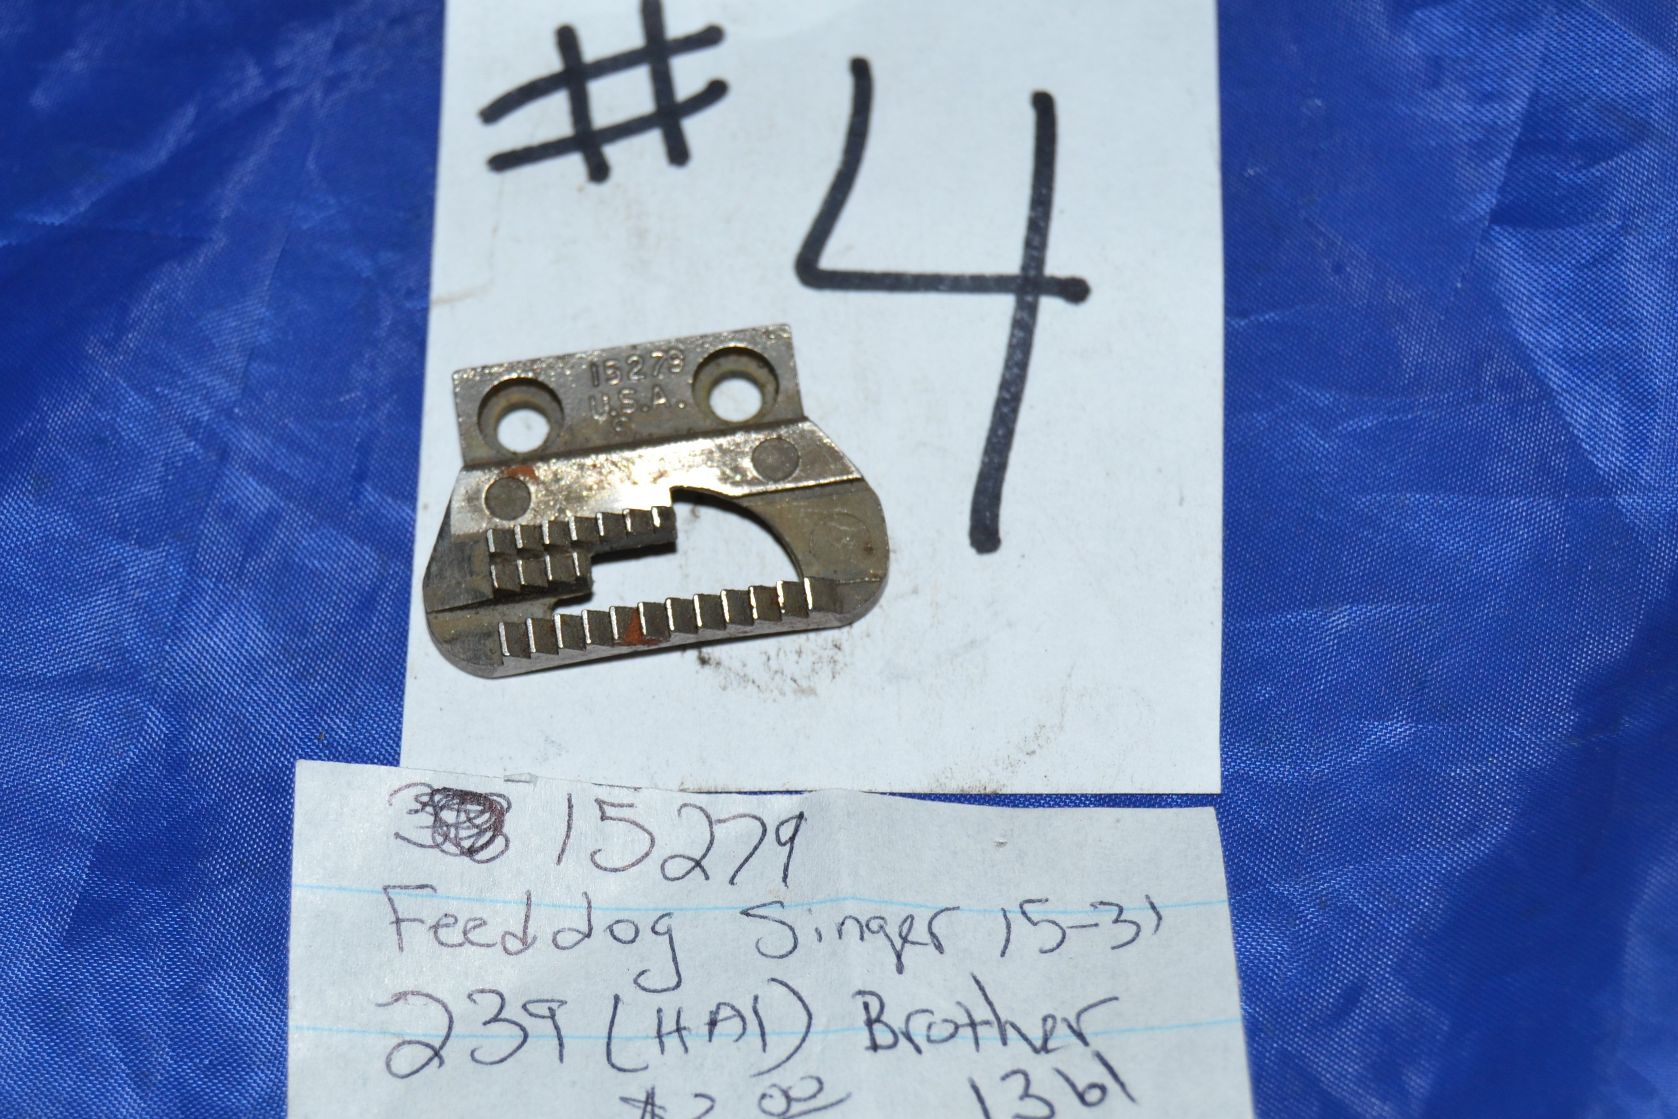 # 4
15279
U.S.A.
15279
Feeddog Singer 15-31
239 (HA1) Brother
1361